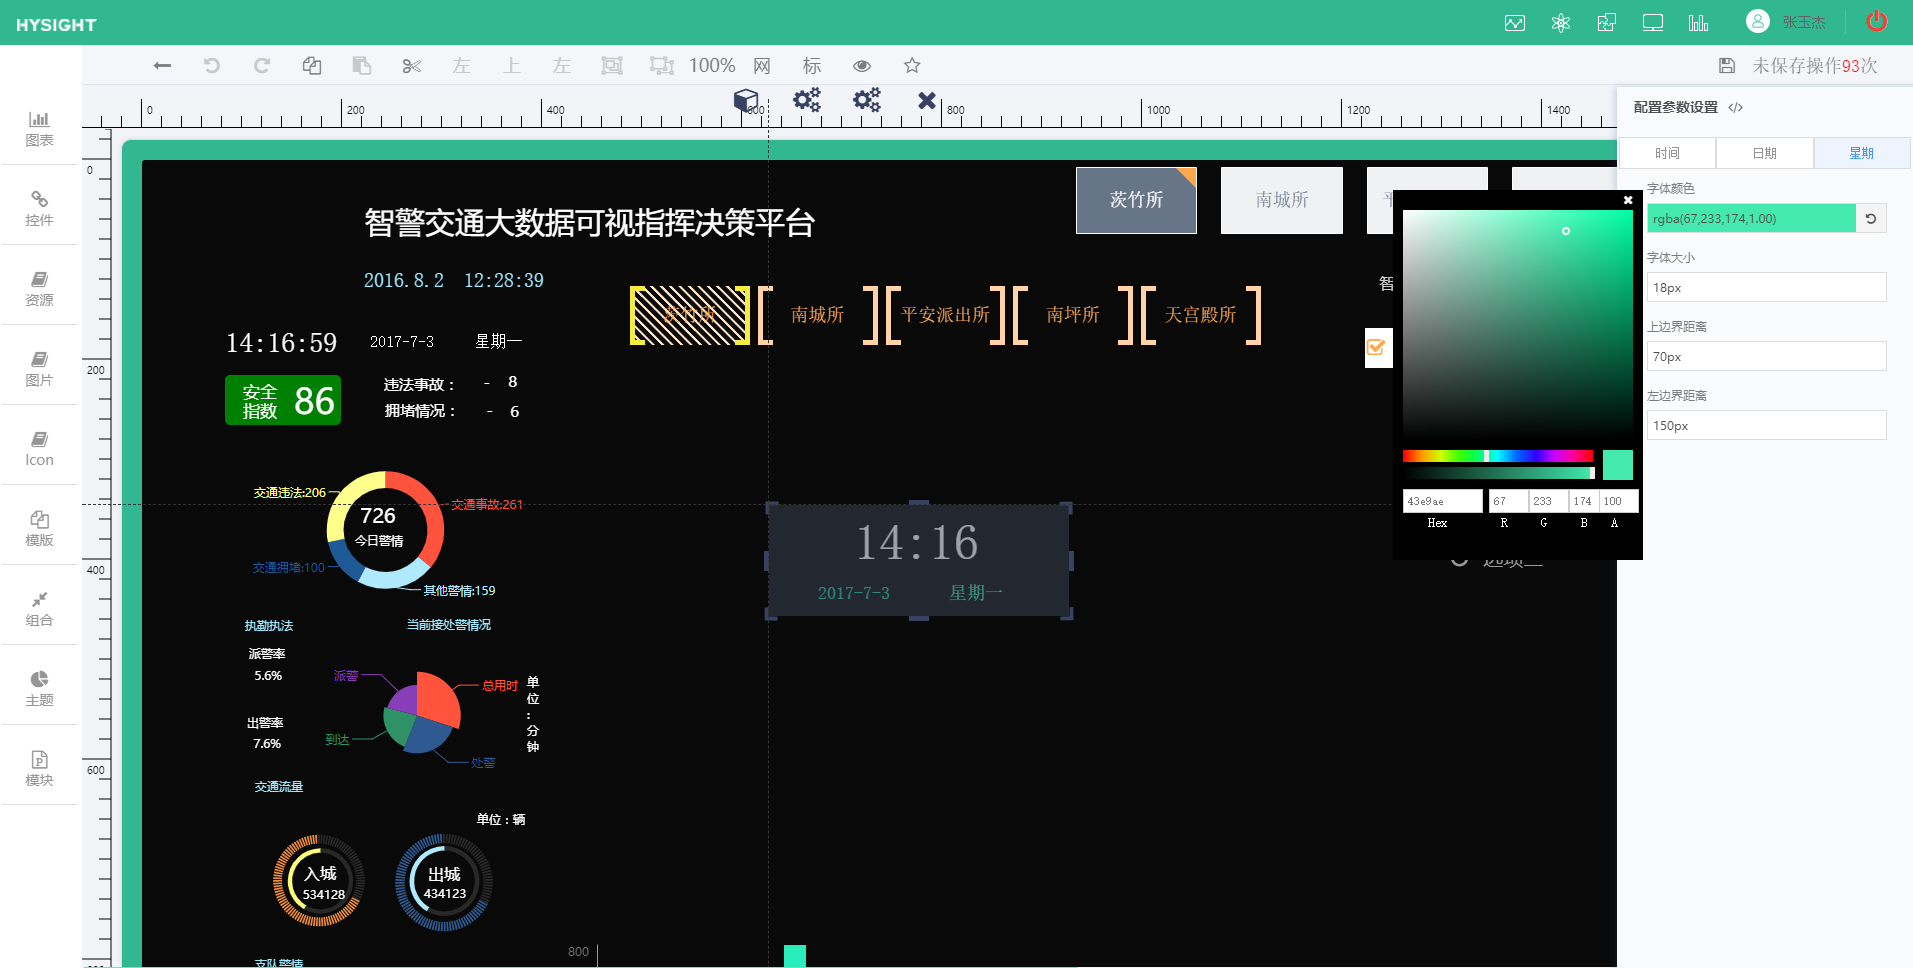 HYSIGHT
张玉杰
左
上
左
100%
网
标
未保存操作93次
0
200
400
600
800
1000
1200
1400
0
200
400
600
图表
控件
资源
图片
Icon
模版
组合
主题
模块
智警交通大数据可视指挥决策平台
2016.8.2 12:28:39
茨竹所
南城所
平
茨竹所
南城所
平安派出所
南坪所
天宫殿所
智
14:16:59
2017-7-3
星期一
安全
指数
86
违法事故：
-
8
拥堵情况：
-
6
交通违法:206
交通事故:261
726
今日警情
交通拥堵:100
其他警情:159
执勤执法
当前接处警情况
派警率
5.6%
出警率
7.6%
派警
总用时
到达
处警
单位:分钟
交通流量
单位：辆
入城
534128
出城
434123
支队警情
800
14:16
2017-7-3
星期一
配置参数设置 </>
时间
日期
星期
字体颜色
rgba(67,233,174,1.00)
字体大小
18px
上边界距离
70px
左边界距离
150px
43e9ae
67
233
174
100
Hex
R
G
B
A